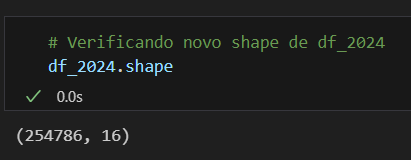 # Verificando novo shape de df_2024
df_2024.shape
0.0s
(254786, 16)